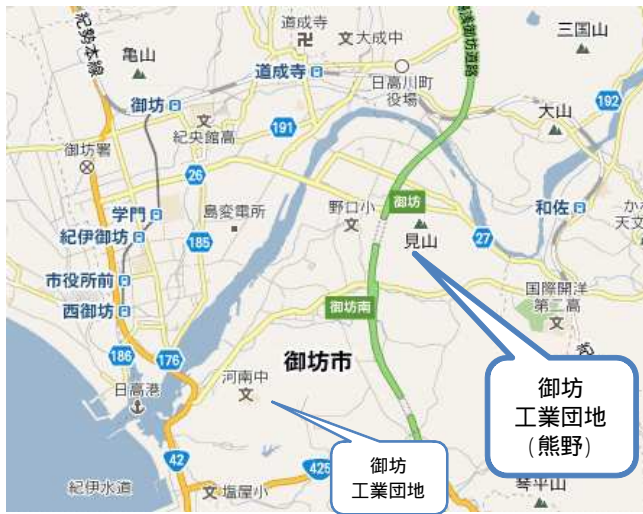 紀勢本線
亀山
道成寺
大成中
三国山
浅御坊道路
道成寺
日高川町
役場
192
御坊
大山
紀央館高
191
御坊署
26
野口小
御坊
和佐
学門
島変電所
見山
27
紀伊御坊
185
天文
市役所前
国際開洋
第二高
西御坊
御坊南
186
176
御坊市
日高港
河南中
御坊
工業団地
(熊野)
42
425
御坊
工業団地
紀伊水道
塩屋小
琴平山